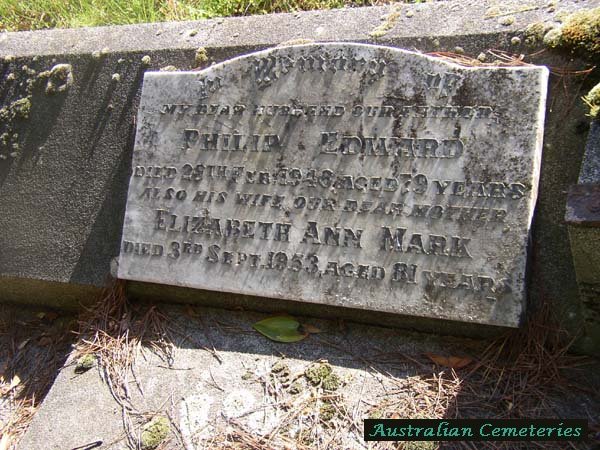 In Memory of
MY DEAR HUSBAND OUR FATHER
PHILIP EDWARD
DIED 28TH FEB. 1948, AGED 79 YEARS
ALSO HIS WIFE, OUR DEAR MOTHER
ELIZABETH ANN MARK
DIED 3RD SEPT. 1953, AGED 81 YEARS
Australian Cemeteries